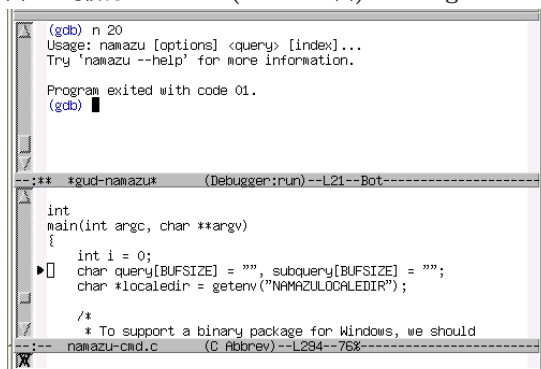 (gdb) n 20
Usage: namazu [options] <query> [index]...
Try `namazu --help' for more information.
Program exited with code 01.
(gdb)
--:** *gud-namazu* (Debugger:run)--L21--Bot--------------------
int
main(int argc, char **argv)
{
int i = 0;
char query[BUFSIZE] = "", subquery[BUFSIZE] = "";
char *localedir = getenv("NAMAZULOCALEDIR");
/*
* To support a binary package for Windows, we should
--:-- namazu-cmd.c (C Abbrev)--L294--76%--------------------